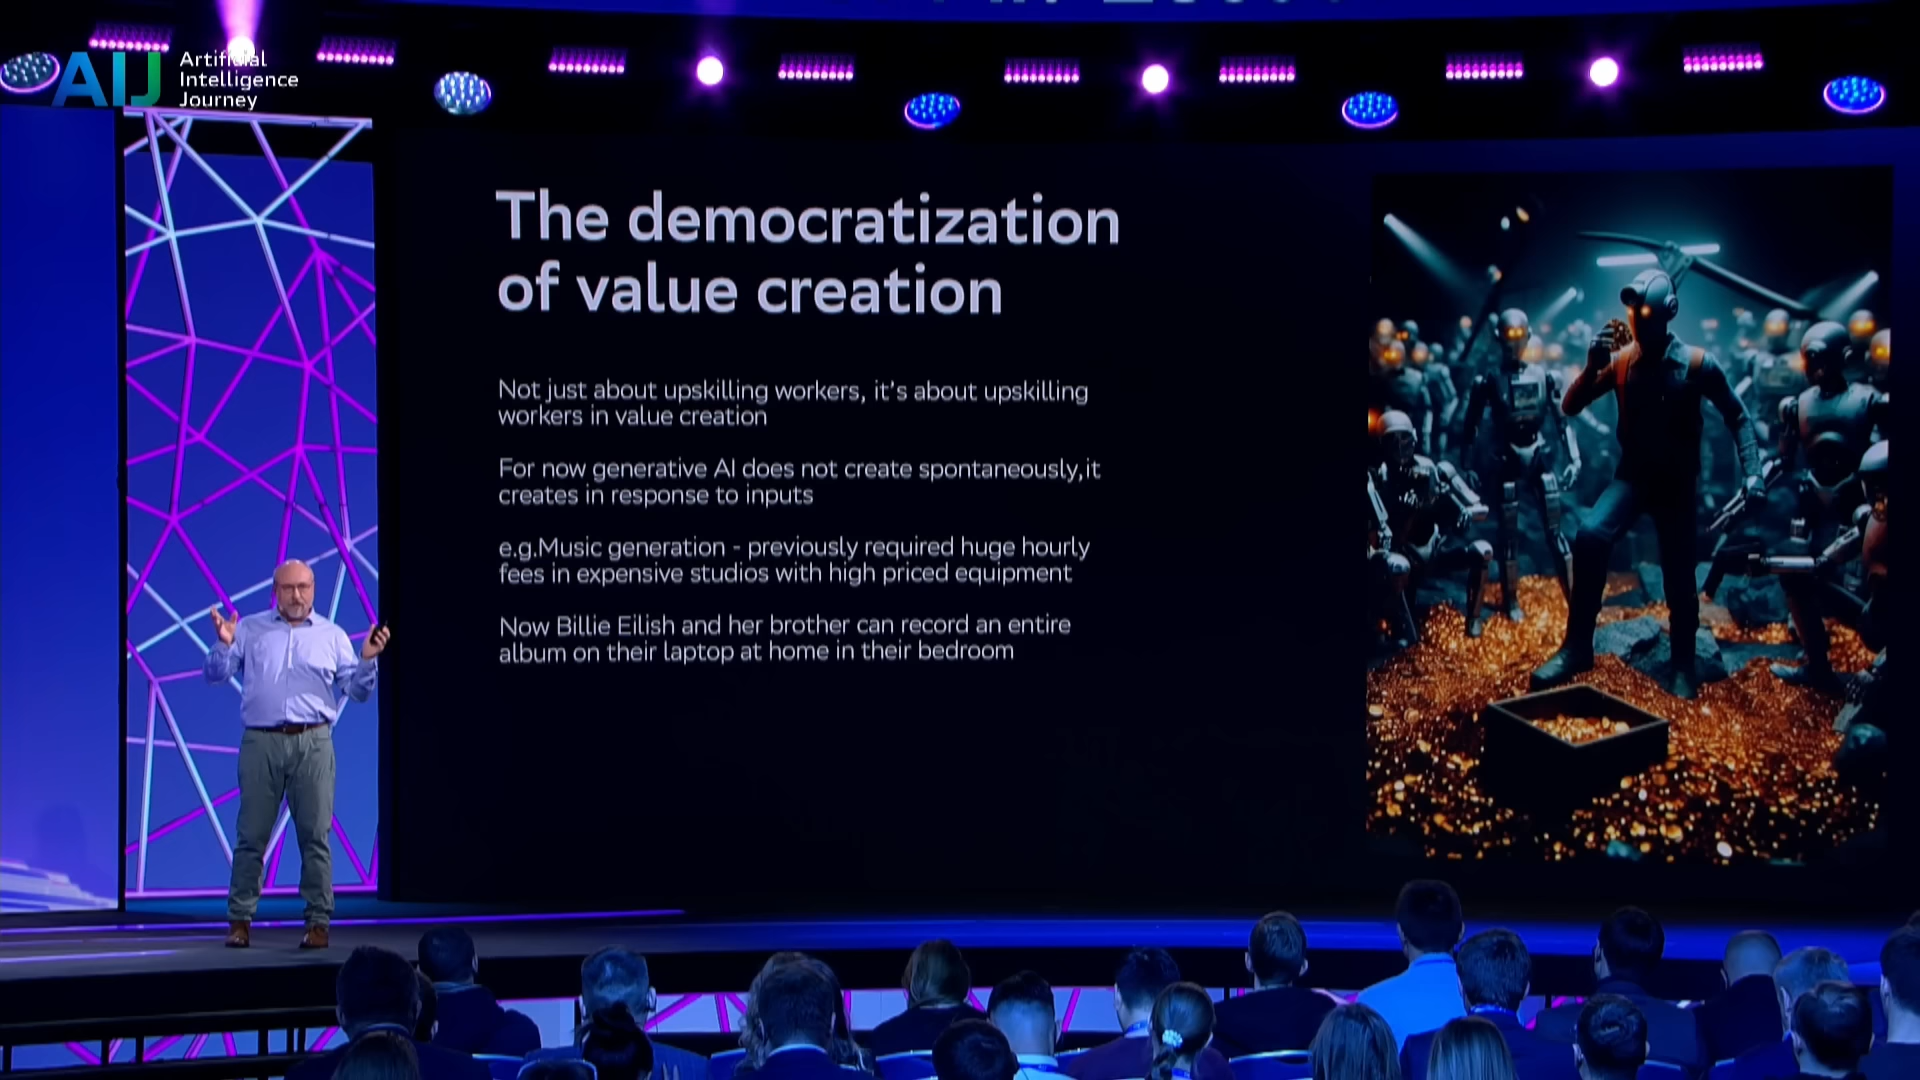 AIJ
Artificial
Intelligence
Journey
The democratization
of value creation
Not just about upskilling workers, it's about upskilling
workers in value creation
For now generative AI does not create spontaneously,it
creates in response to inputs
e.g.Music generation - previously required huge hourly
fees in expensive studios with high priced equipment
Now Billie Eilish and her brother can record an entire
album on their laptop at home in their bedroom